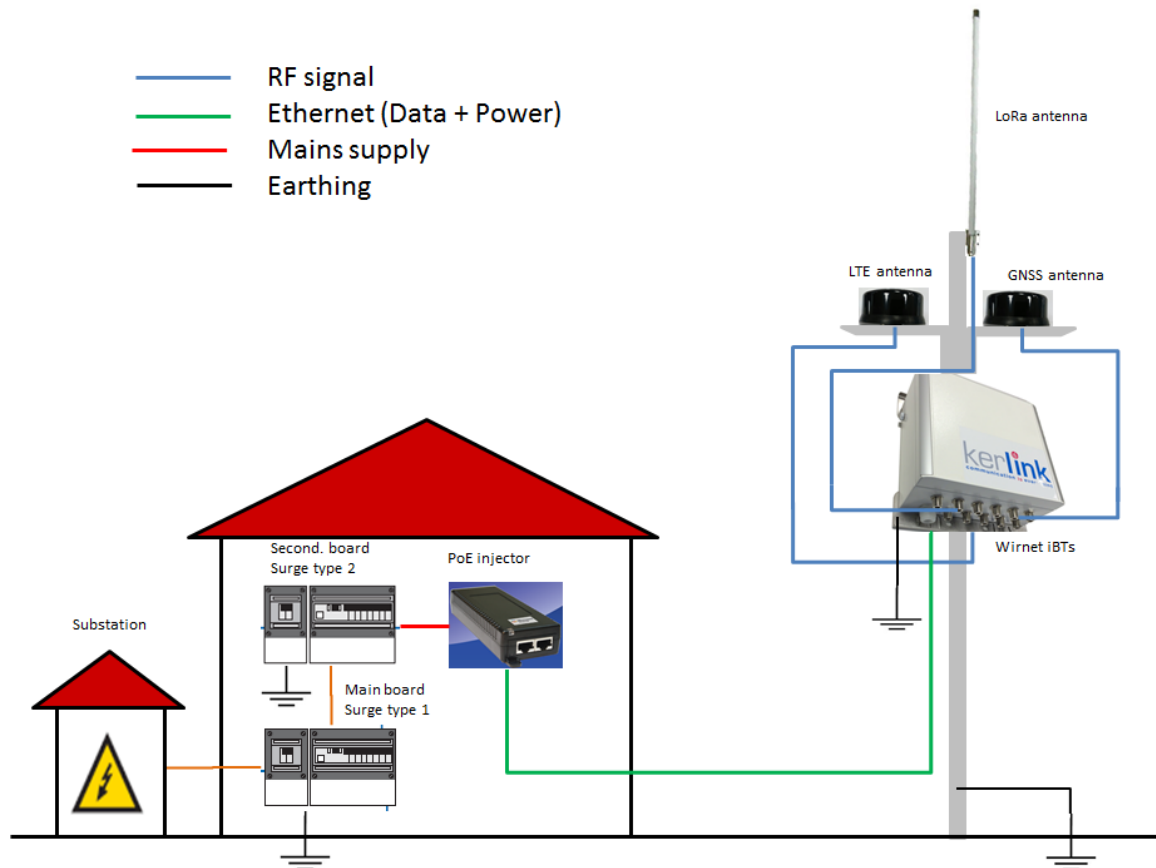 RF signal
Ethernet (Data + Power)
Mains supply
Earthing
LoRa antenna
LTE antenna
GNSS antenna
kerlink
Wirnet iBTs
Second. board
Surge type 2
PoE injector
Substation
Main board
Surge type 1